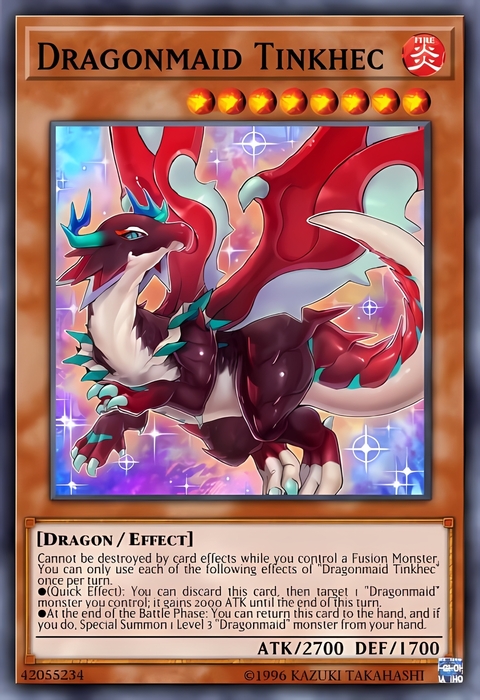 DRAGONMAID TINKHEC
FIRE
炎
[DRAGON / EFFECT]
Cannot be destroyed by card effects while you control a Fusion Monster.
You can only use each of the following effects of "Dragonmaid Tinkhec"
once per turn.
●(Quick Effect): You can discard this card, then target 1 "Dragonmaid"
monster you control; it gains 2000 ATK until the end of this turn.
●At the end of the Battle Phase: You can return this card to the hand, and if
you do, Special Summon 1 Level 3 "Dragonmaid" monster from your hand.
ATK/2700 DEF/1700
42055234
©1996 KAZUKI TAKAHASHI